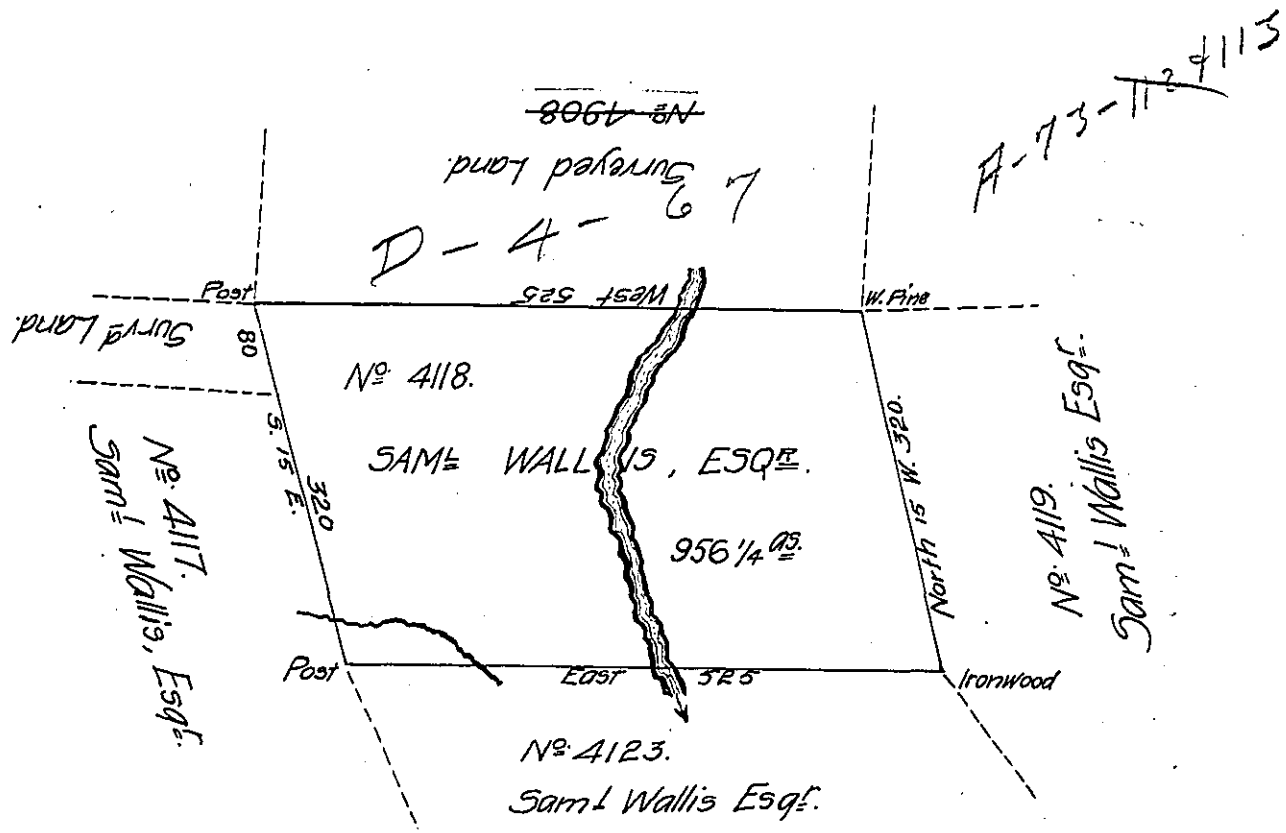 A-73-112 4113
No 4908
Surveyed Land.
D-4-67
Post
West 525
W. Pine
Surv'd Land.
80
No 4118.
SAML WALLIS, ESQR.
956 1/4 as.
S. 15 E.
320
North 15 W. 320.
No 4117.
Saml Wallis, Esqr.
No 4119.
Saml Wallis Esqr.
Post
East 525
Ironwood
No 4123.
Saml Wallis Esqr.